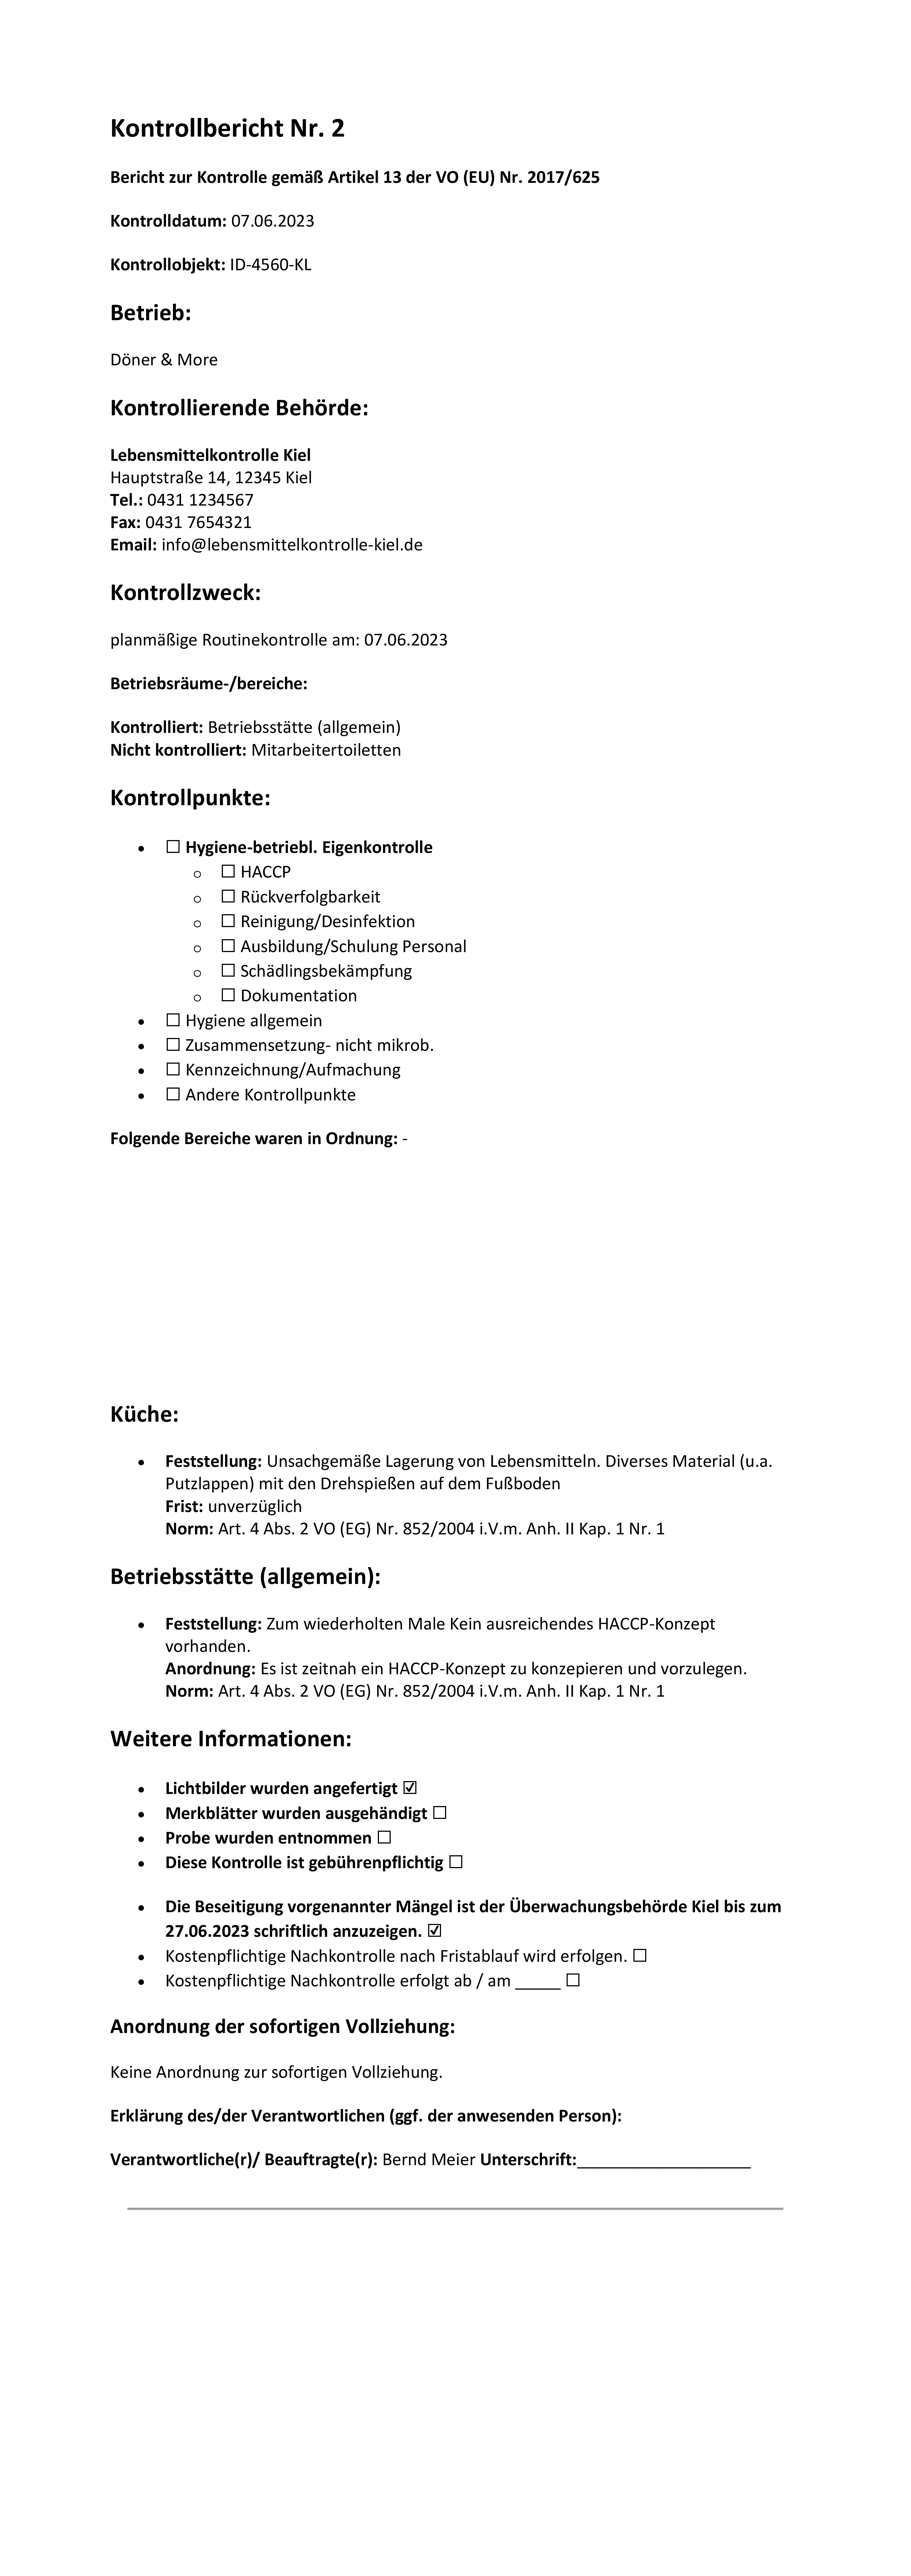 Kontrollbericht Nr. 2
Bericht zur Kontrolle gemäß Artikel 13 der VO (EU) Nr. 2017/625
Kontrolldatum: 07.06.2023
Kontrollobjekt: ID-4560-KL
Betrieb:
Döner & More
Kontrollierende Behörde:
Lebensmittelkontrolle Kiel
Hauptstraße 14, 12345 Kiel
Tel.: 0431 1234567
Fax: 0431 7654321
Email: info@lebensmittelkontrolle-kiel.de
Kontrollzweck:
planmäßige Routinekontrolle am: 07.06.2023
Betriebsräume-/bereiche:
Kontrolliert: Betriebsstätte (allgemein)
Nicht kontrolliert: Mitarbeitertoiletten
Kontrollpunkte:
• ☐ Hygiene-betriebl. Eigenkontrolle
o ☐ HACCP
o ☐ Rückverfolgbarkeit
o ☐ Reinigung/Desinfektion
o ☐ Ausbildung/Schulung Personal
o ☐ Schädlingsbekämpfung
o ☐ Dokumentation
• ☐ Hygiene allgemein
• ☐ Zusammensetzung- nicht mikrob.
• ☐ Kennzeichnung/Aufmachung
• ☐ Andere Kontrollpunkte
Folgende Bereiche waren in Ordnung: -
Küche:
• Feststellung: Unsachgemäße Lagerung von Lebensmitteln. Diverses Material (u.a.
Putzlappen) mit den Drehspießen auf dem Fußboden
Frist: unverzüglich
Norm: Art. 4 Abs. 2 VO (EG) Nr. 852/2004 i.V.m. Anh. II Kap. 1 Nr. 1
Betriebsstätte (allgemein):
• Feststellung: Zum wiederholten Male Kein ausreichendes HACCP-Konzept
vorhanden.
Anordnung: Es ist zeitnah ein HACCP-Konzept zu konzepieren und vorzulegen.
Norm: Art. 4 Abs. 2 VO (EG) Nr. 852/2004 i.V.m. Anh. II Kap. 1 Nr. 1
Weitere Informationen:
• Lichtbilder wurden angefertigt ☑
• Merkblätter wurden ausgehändigt ☐
• Probe wurden entnommen ☐
• Diese Kontrolle ist gebührenpflichtig ☐
• Die Beseitigung vorgenannter Mängel ist der Überwachungsbehörde Kiel bis zum
27.06.2023 schriftlich anzuzeigen. ☑
• Kostenpflichtige Nachkontrolle nach Fristablauf wird erfolgen. ☐
• Kostenpflichtige Nachkontrolle erfolgt ab / am _____ ☐
Anordnung der sofortigen Vollziehung:
Keine Anordnung zur sofortigen Vollziehung.
Erklärung des/der Verantwortlichen (ggf. der anwesenden Person):
Verantwortliche(r)/ Beauftragte(r): Bernd Meier Unterschrift:___________________